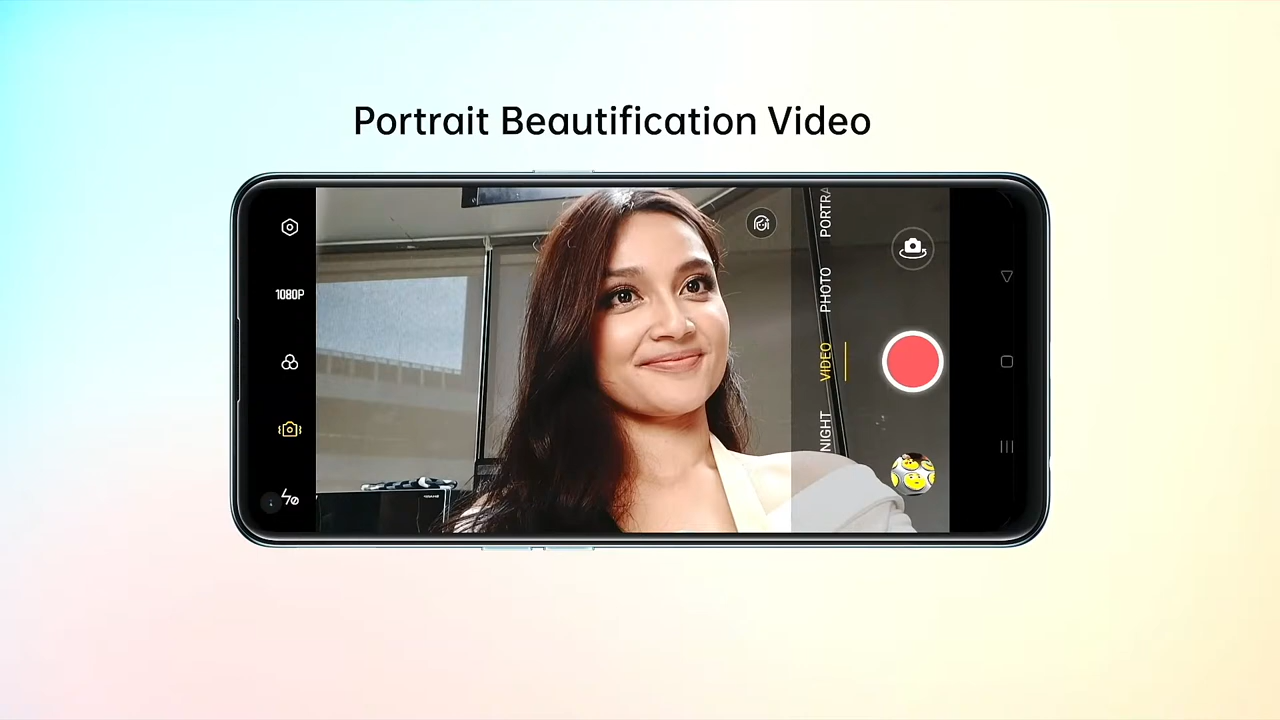 Portrait Beautification Video
1080P
PORTRA
PHOTO
VIDEO
NIGHT